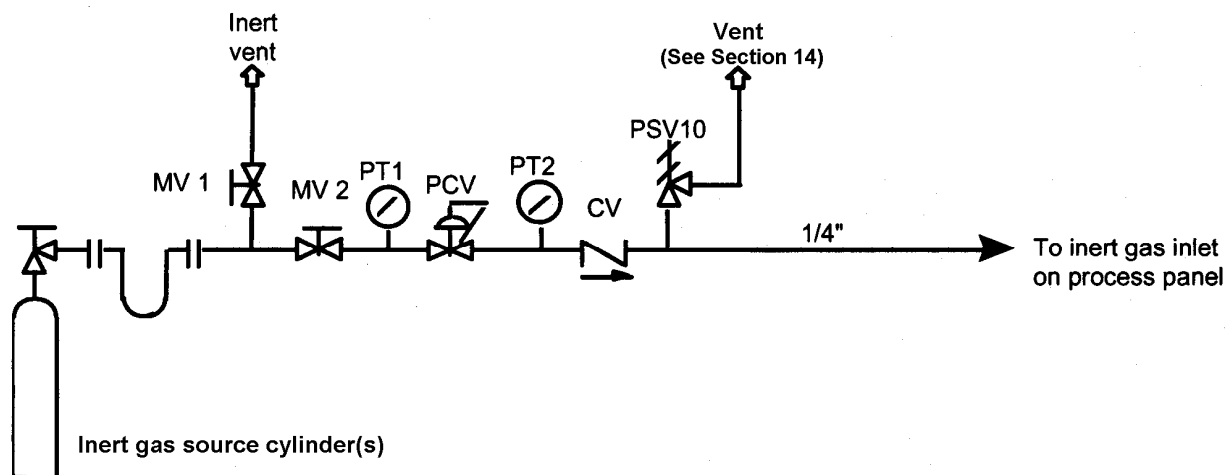 Inert
vent
Vent
(See Section 14)
PSV10
MV 1
MV 2
PT1
PCV
PT2
CV
1/4"
To inert gas inlet
on process panel
Inert gas source cylinder(s)